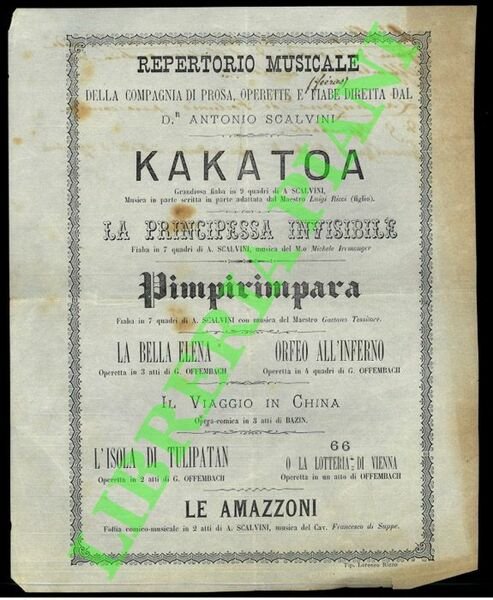 REPERTORIO MUSICALE
(féeries)
DELLA COMPAGNIA DI PROSA, OPERETTE E FIABE DIRETTA DAL
D.R ANTONIO SCALVINI
KAKATOA
Grandiosa fiaba in 9 quadri di A. SCALVINI,
Musica in parte scritta in parte adattata dal Maestro Luigi Ricci (figlio).
LA PRINCIPESSA INVISIBILE
Fiaba in 7 quadri di A. SCALVINI, musica del M.o Michele Iremonger
Pimpirimpara
Fiaba in 7 quadri di A. SCALVINI con musica del Maestro Gaetano
LA BELLA ELENA
Operetta in 3 atti di G. OFFEMBACH
ORFEO ALL'INFERNO
Operetta in 4 quadri di G. OFFEMBACH
IL VIAGGIO IN CHINA
Opera-comica in 3 atti di BAZIN.
L'ISOLA DI TULIPATAN
Operetta in 2 atti di G. OFFEMBACH
66
O LA LOTTERIA DI VIENNA
Operetta in un atto di OFFEMBACH
LE AMAZZONI
Follia comico-musicale in 2 atti di A. SCALVINI, musica del Cav. Francesco di Suppe.
Tip. Lorenzo Rizzo
LIBRERIA PIANI